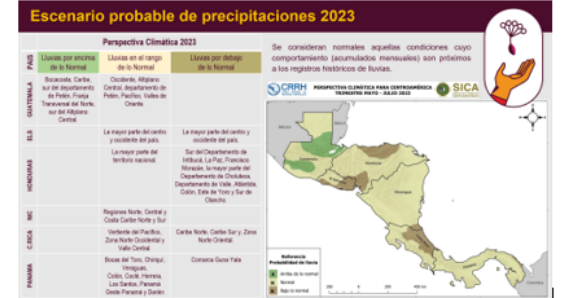 Escenario probable de precipitaciones 2023
Perspectiva Climática 2023
PAIS
Lluvias por encima
de lo Normal
Lluvias en el rango
de lo Normal
Lluvias por debajo
de lo Normal
GUATEMALA
Bocacosta, Caribe,
sur del departamento
de Petén, Franja
Transversal del Norte,
sur del Altiplano
Central.
Occidente, Altiplano
Central, departamento de
Petén, Pacífico, Valles de
Oriente.
ELS
La mayor parte del centro
y occidente del país.
La mayor parte del centro y
occidente del país.
HONDURAS
La mayor parte del
territorio nacional.
Sur del Departamento de
Intibucá, La Paz, Francisco
Morazán, la mayor parte del
Departamento de Choluteca,
Departamento de Valle, Atlántida,
Colón, Este de Yoro y Sur de
Olancho.
NIC
Regiones Norte, Central y
Costa Caribe Norte y Sur
C.RICA
Vertiente del Pacífico,
Zona Norte Occidental y
Valle Central.
Caribe Norte, Caribe Sur y, Zona
Norte Oriental.
PANAMA
Bocas del Toro, Chiriquí,
Veraguas,
Colón, Coclé, Herrera,
Los Santos, Panamá
Oeste Panamá y Darién
Comarca Guna Yala
Se consideran normales aquellas condiciones cuyo
comportamiento (acumulados mensuales) son próximos
a los registros históricos de lluvias.
CRRH
PERSPECTIVA CLIMÁTICA PARA CENTROAMÉRICA
TRIMESTRE MAYO - JULIO 2023
SICA
México
Guatemala
Honduras
Nicaragua
Panamá
Colombia
Referencia
Probabilidad de lluvia
Arriba de lo normal
Normal
Bajo lo normal